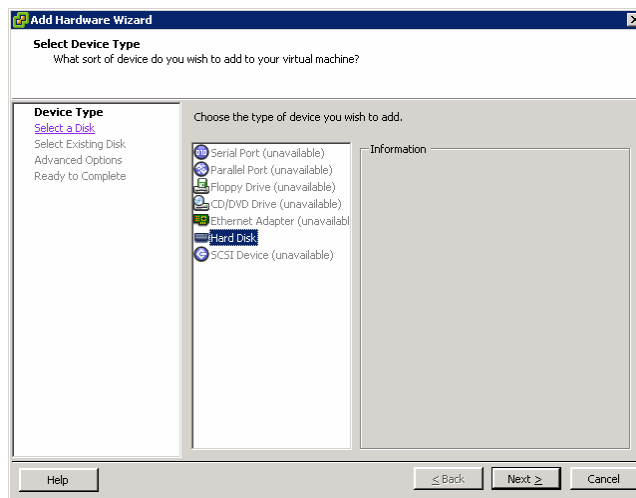 Add Hardware Wizard
Select Device Type
What sort of device do you wish to add to your virtual machine?
Device Type
Select a Disk
Select Existing Disk
Advanced Options
Ready to Complete
Choose the type of device you wish to add.
Serial Port (unavailable)
Parallel Port (unavailable)
Floppy Drive (unavailable)
CD/DVD Drive (unavailable)
Ethernet Adapter (unavailabl
Hard Disk
SCSI Device (unavailable)
Information
Help
< Back
Next >
Cancel